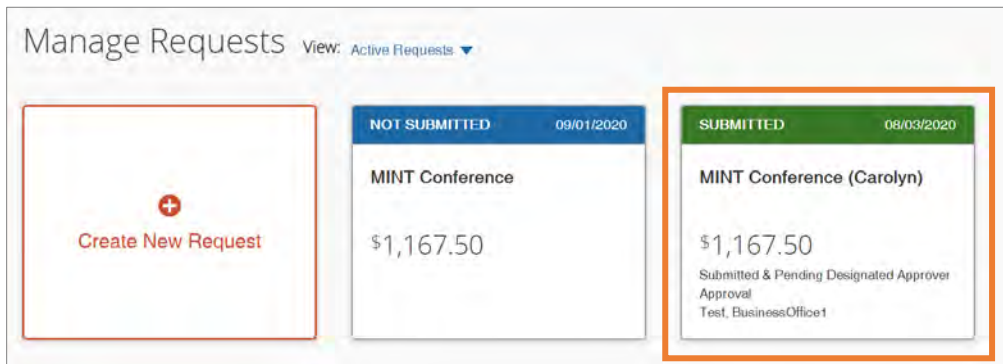 Manage Requests View: Active Requests
Create New Request
NOT SUBMITTED 09/01/2020
MINT Conference
$1,167.50
SUBMITTED 08/03/2020
MINT Conference (Carolyn)
$1,167.50
Submitted & Pending Designated Approver
Approval
Test, BusinessOffice1